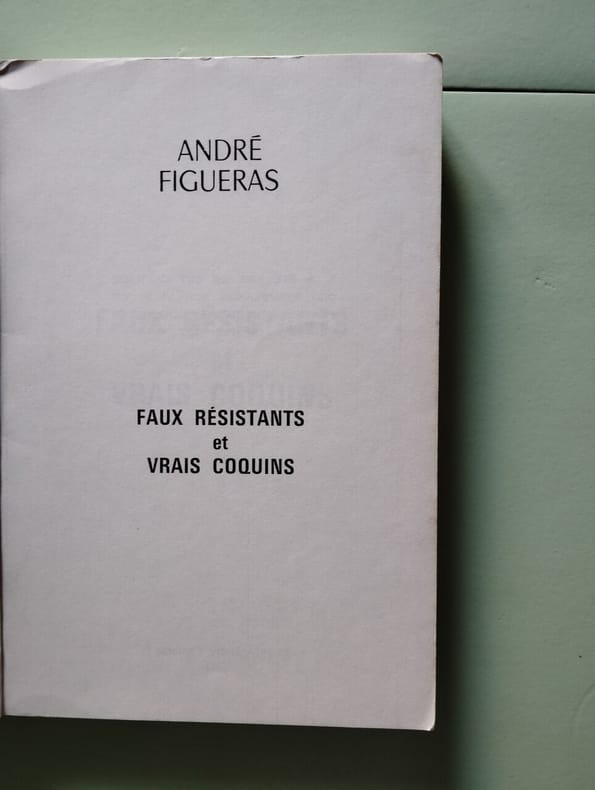 ANDRÉ
FIGUERAS
FAUX RÉSISTANTS
et
VRAIS COQUINS